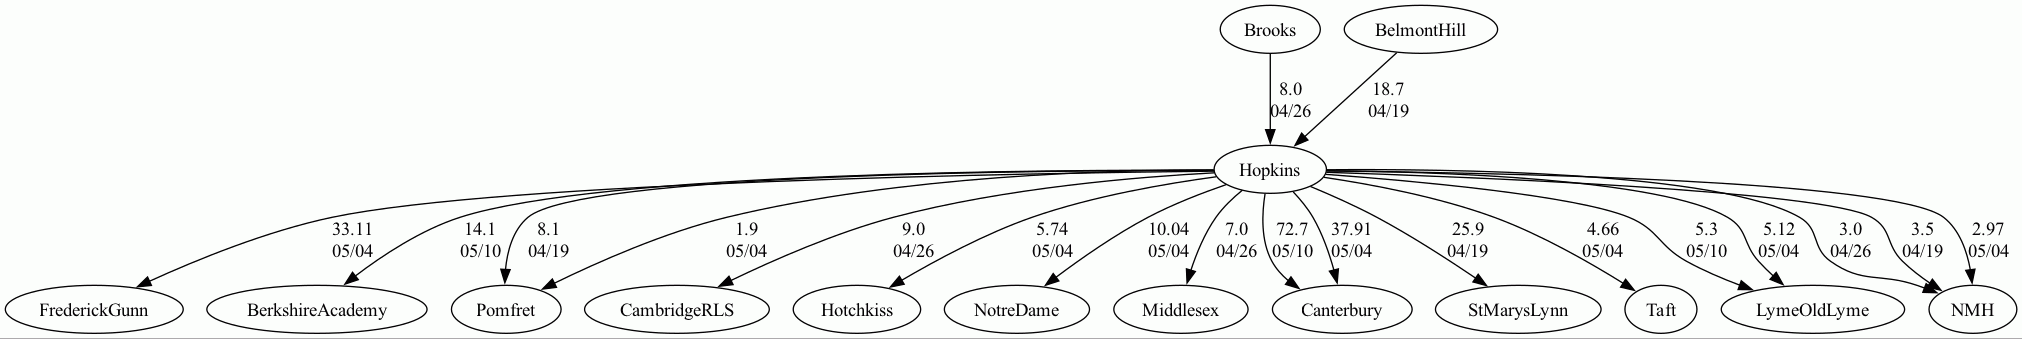 Brooks
BelmontHill
8.0
04/26
18.7
04/19
Hopkins
33.11
05/04
14.1
05/10
8.1
04/19
1.9
05/04
9.0
04/26
5.74
05/04
10.04
05/04
7.0
04/26
72.7
05/10
37.91
05/04
25.9
04/19
4.66
05/04
5.3
05/10
5.12
05/04
3.0
04/26
3.5
04/19
2.97
05/04
FrederickGunn
BerkshireAcademy
Pomfret
CambridgeRLS
Hotchkiss
NotreDame
Middlesex
Canterbury
StMarysLynn
Taft
LymeOldLyme
NMH